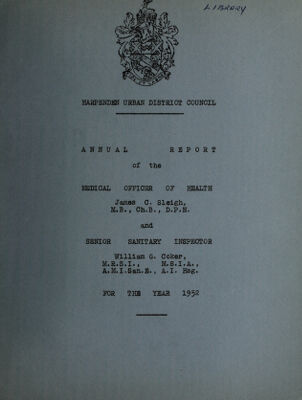 LIBRARY
HARPENDEN URBAN DISTRICT COUNCIL
ANNUAL REPORT
of the
MEDICAL OFFICER OF HEALTH
James C. Sleigh,
M.B., Ch.B., D.P.H.
and
SENIOR SANITARY INSPECTOR
William G. Coker,
M.R.S.I., M.S.I.A.,
A.M.I.San.E., A.I. Hsg.
FOR THE YEAR 1952